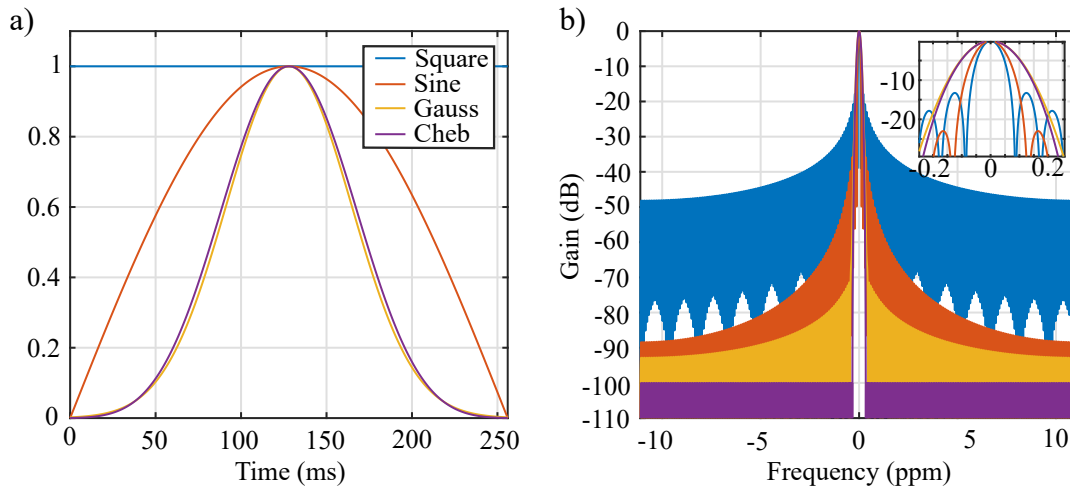 a)
1
0.8
0.6
0.4
0.2
0
0 50 100 150 200 250
Time (ms)
Square
Sine
Gauss
Cheb
b)
0
-10
-20
-30
-40
-50
-60
-70
-80
-90
-100
-110
Gain (dB)
-10 -5 0 5 10
Frequency (ppm)
-10
-20
-0.2 0 0.2